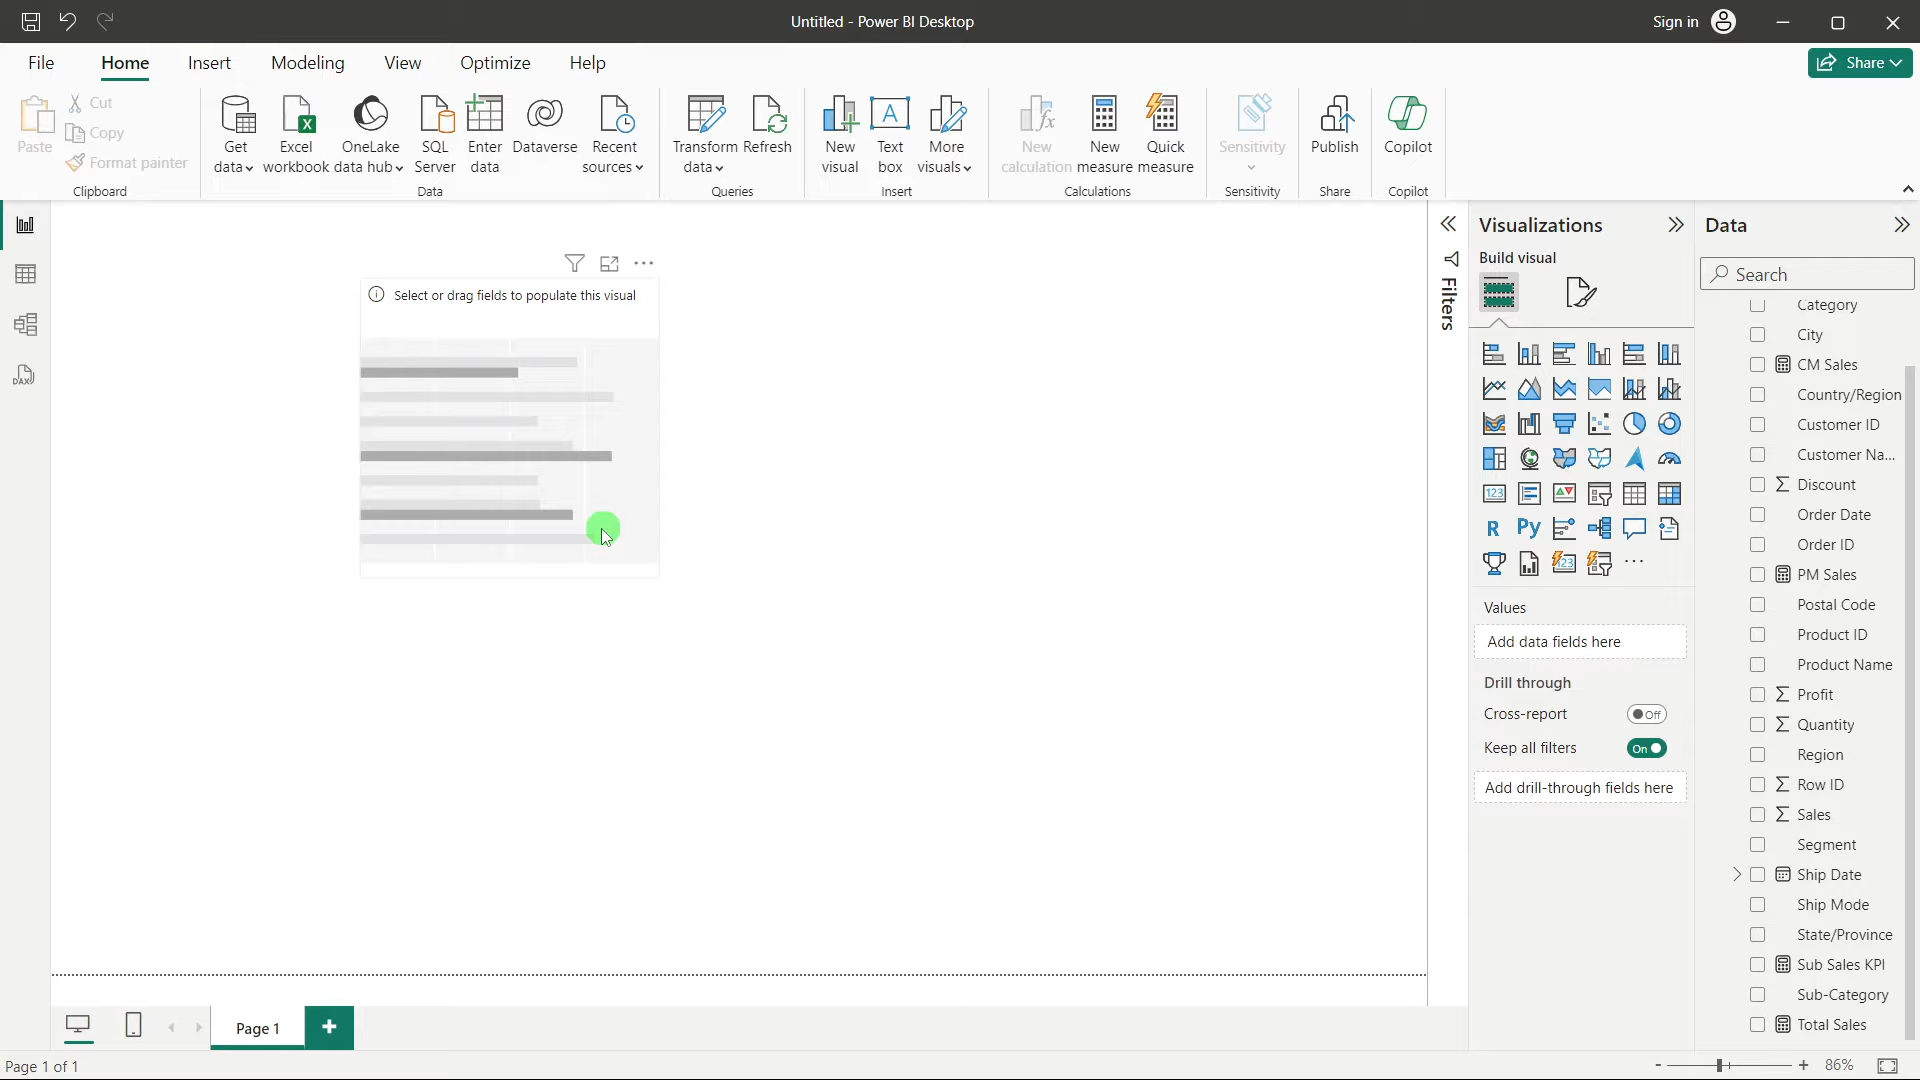 Untitled - Power BI Desktop
Sign in
File
Home
Insert
Modeling
View
Optimize
Help
Share
Paste
Cut
Copy
Format painter
Clipboard
Get data
Excel workbook
OneLake data hub
SQL Server
Enter data
Dataverse
Recent sources
Data
Transform data
Refresh
Queries
New visual
Text box
More visuals
Insert
New calculation
New measure
Quick measure
Calculations
Sensitivity
Sensitivity
Publish
Share
Copilot
Copilot
DAX
Select or drag fields to populate this visual
Filters
Visualizations
Build visual
123
R
Py
123
Values
Add data fields here
Drill through
Cross-report
Off
Keep all filters
On
Add drill-through fields here
Data
Search
Category
City
CM Sales
Country/Region
Customer ID
Customer Na...
Discount
Order Date
Order ID
PM Sales
Postal Code
Product ID
Product Name
Profit
Quantity
Region
Row ID
Sales
Segment
Ship Date
Ship Mode
State/Province
Sub Sales KPI
Sub-Category
Total Sales
Page 1
Page 1 of 1
86%